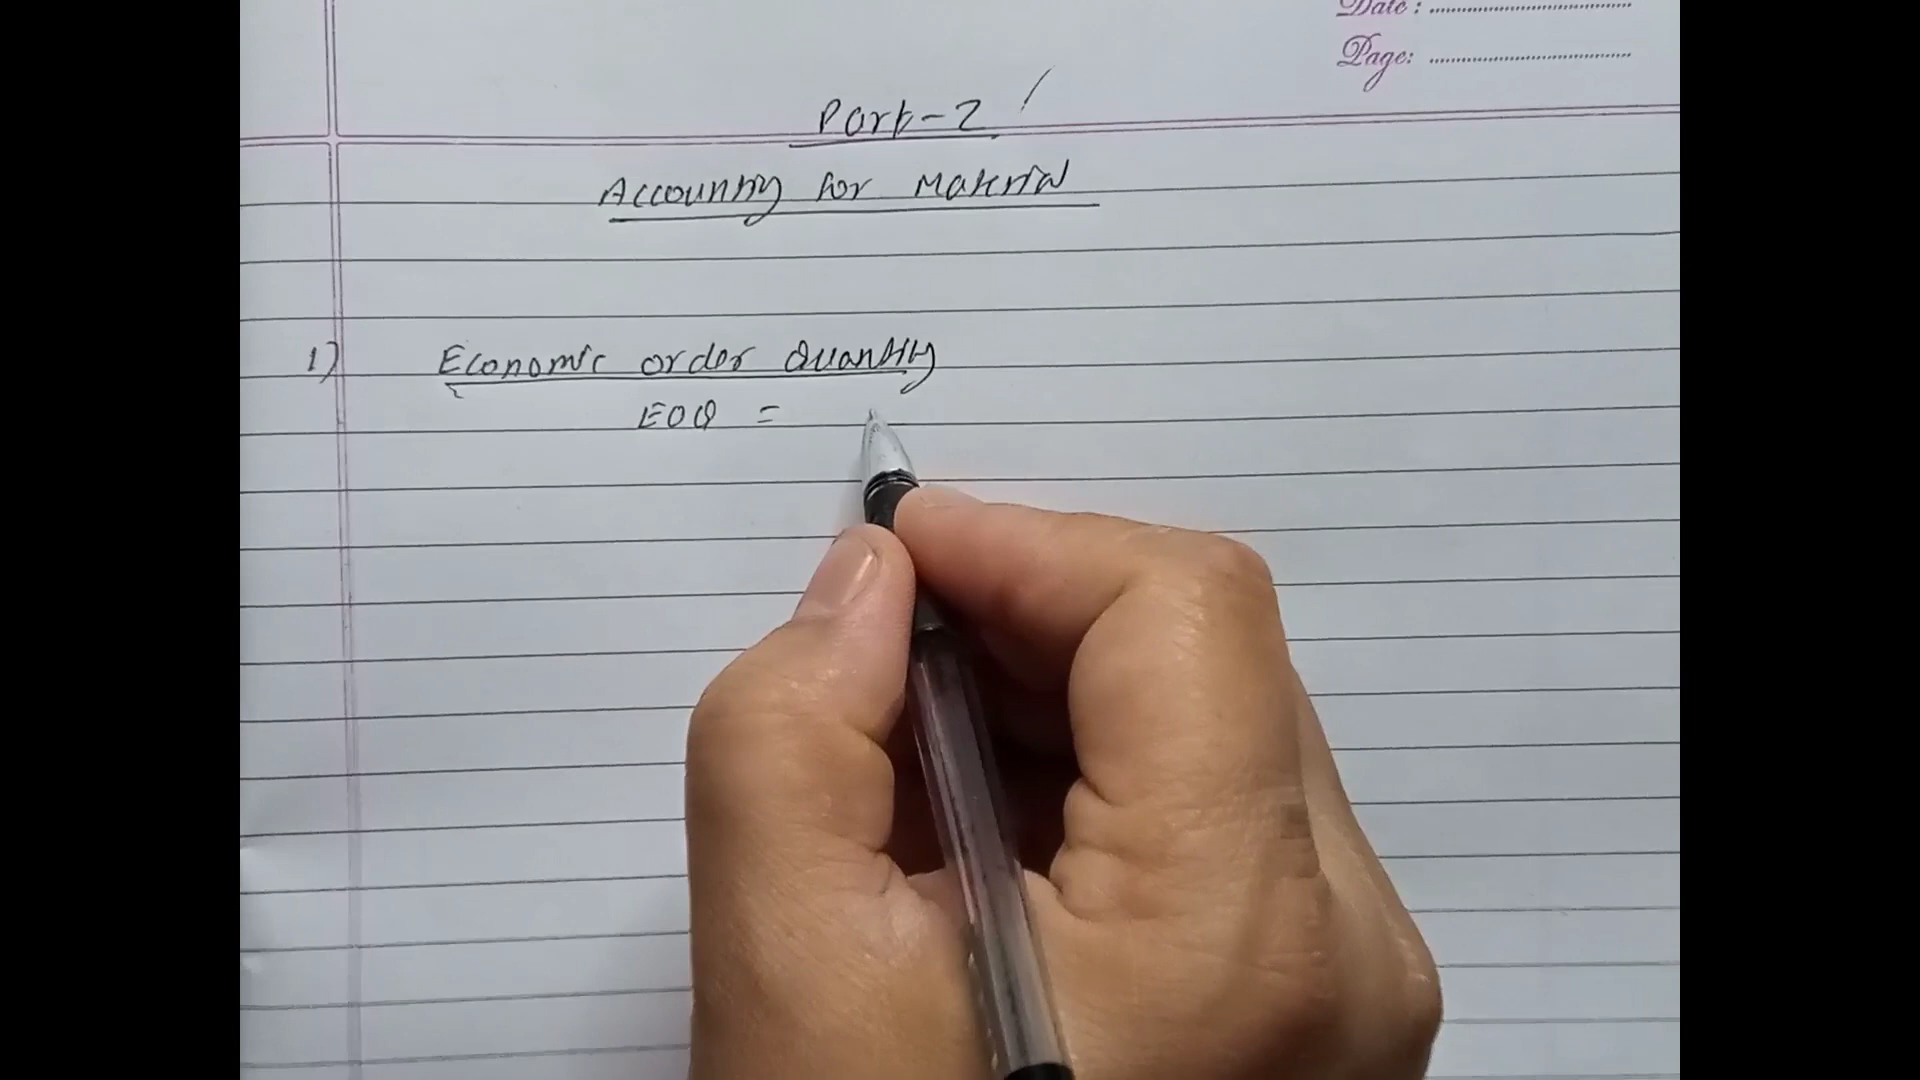 Date :
Page:
Part-2
Accounting for Material
1) Economic order Quantity
EOQ =